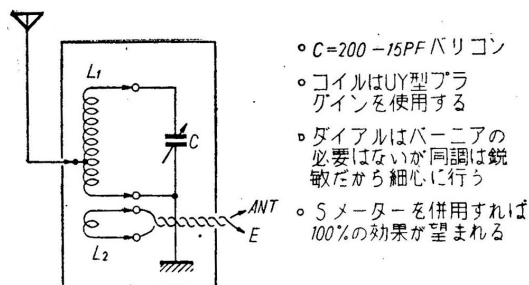 L1
C
L2
ANT
E
○ C=200-15PFバリコン
○ コイルはUY型プラ
グインを使用する
○ ダイアルはバーニアの
必要はないが同調は鋭
敏だから細心に行う
○ Sメーターを併用すれば
100%の効果が望まれる